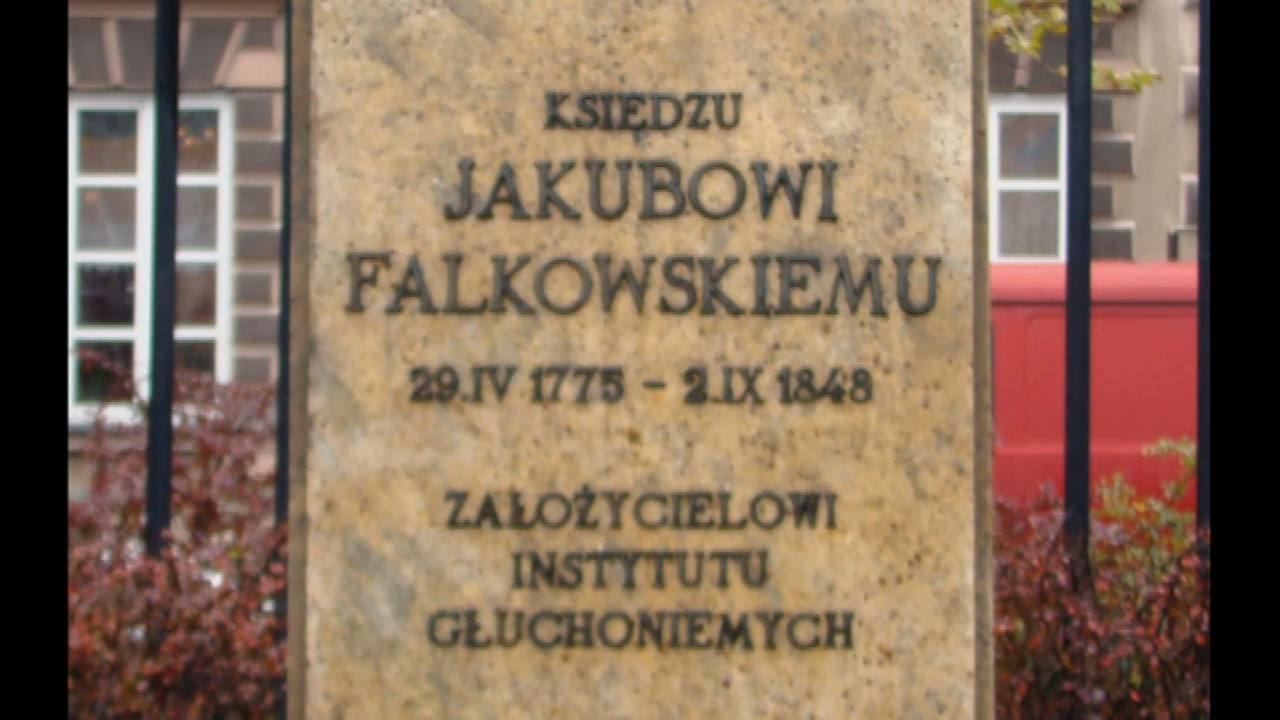 KSIĘDZU
JAKUBOWI
FALKOWSKIEMU
29.IV 1775 – 2.IX 1848
ZAŁOŻYCIELOWI
INSTYTUTU
GŁUCHONIEMYCH